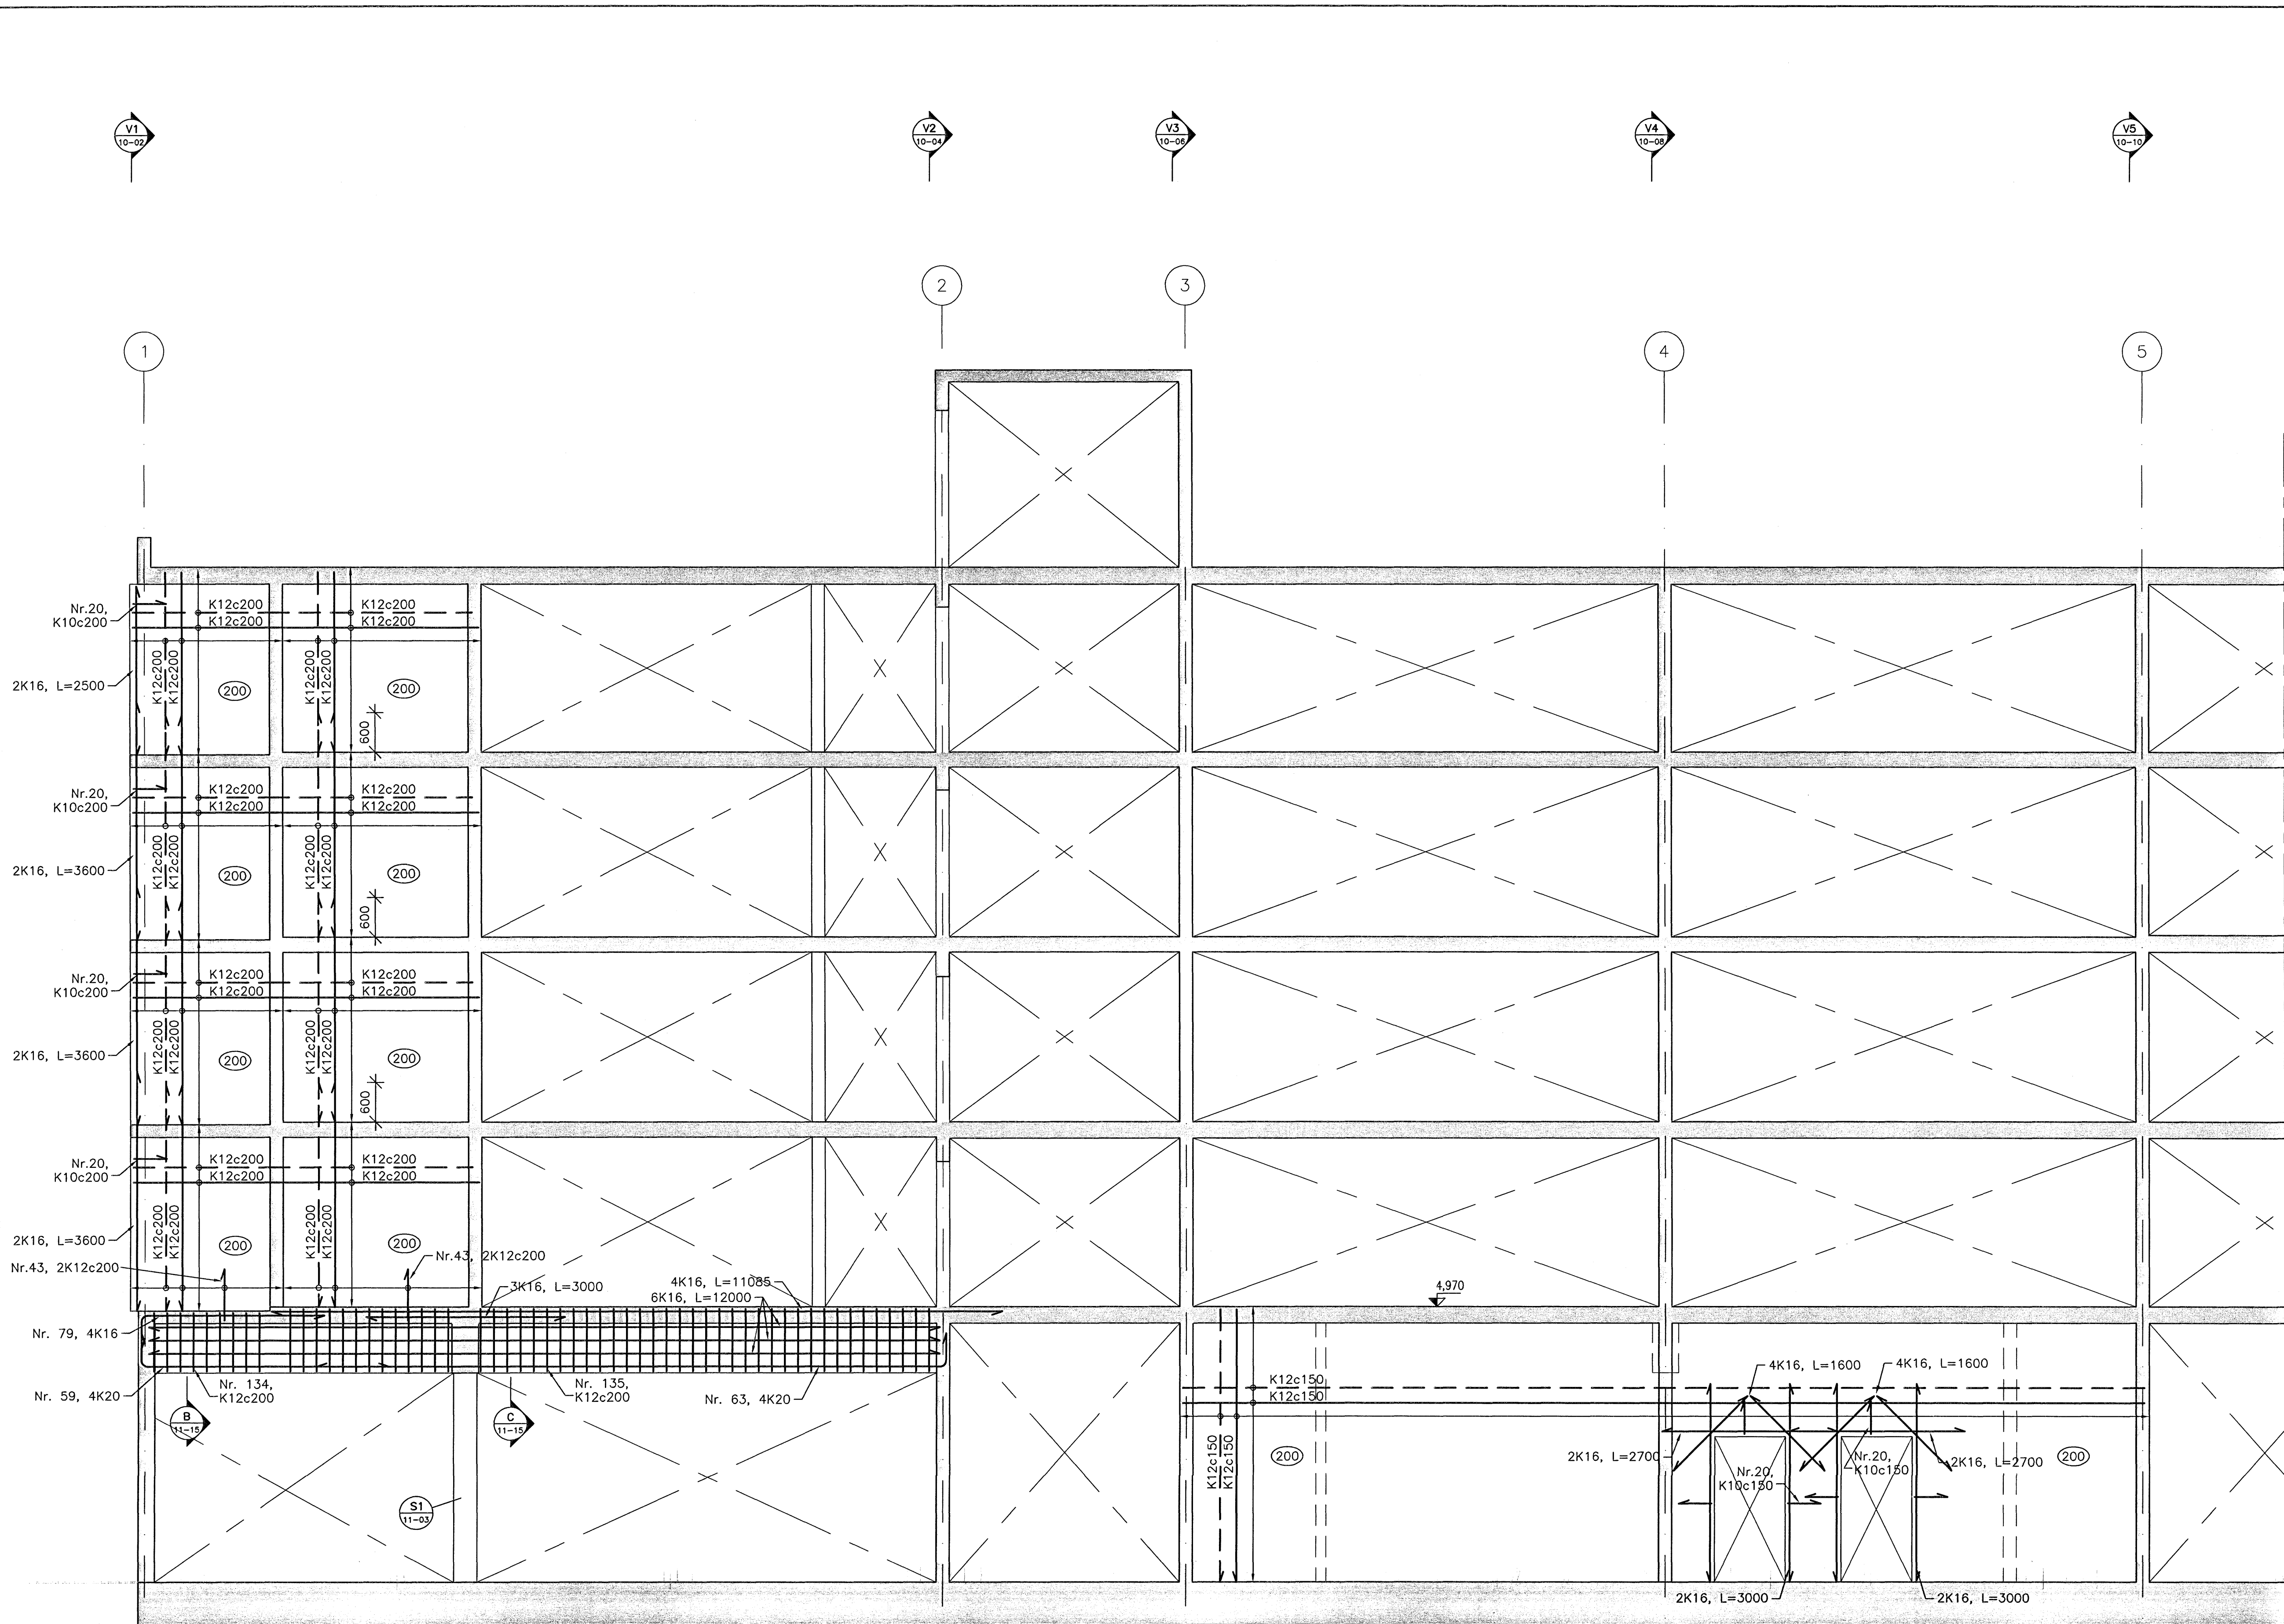 V1
10-02
V2
10-04
V3
10-06
V4
10-08
V5
10-10
1
2
3
4
5
Nr.20,
K10c200
K12c200
K12c200
K12c200
K12c200
2K16, L=2500
K12c200
K12c200
200
K12c200
K12c200
200
600
Nr.20,
K10c200
K12c200
K12c200
K12c200
K12c200
2K16, L=3600
K12c200
K12c200
200
K12c200
K12c200
200
600
Nr.20,
K10c200
K12c200
K12c200
K12c200
K12c200
2K16, L=3600
K12c200
K12c200
200
K12c200
K12c200
200
600
Nr.20,
K10c200
K12c200
K12c200
K12c200
K12c200
2K16, L=3600
K12c200
K12c200
200
K12c200
K12c200
200
Nr.43, 2K12c200
Nr.43, 2K12c200
3K16, L=3000
4K16, L=11085
6K16, L=12000
4,970
Nr. 79, 4K16
Nr. 59, 4K20
Nr. 134,
K12c200
Nr. 135,
K12c200
Nr. 63, 4K20
B
11-15
C
11-15
S1
11-03
K12c150
K12c150
K12c150
K12c150
200
4K16, L=1600
4K16, L=1600
2K16, L=2700
Nr.20,
K10c150
Nr.20,
K10c150
2K16, L=2700
200
2K16, L=3000
2K16, L=3000